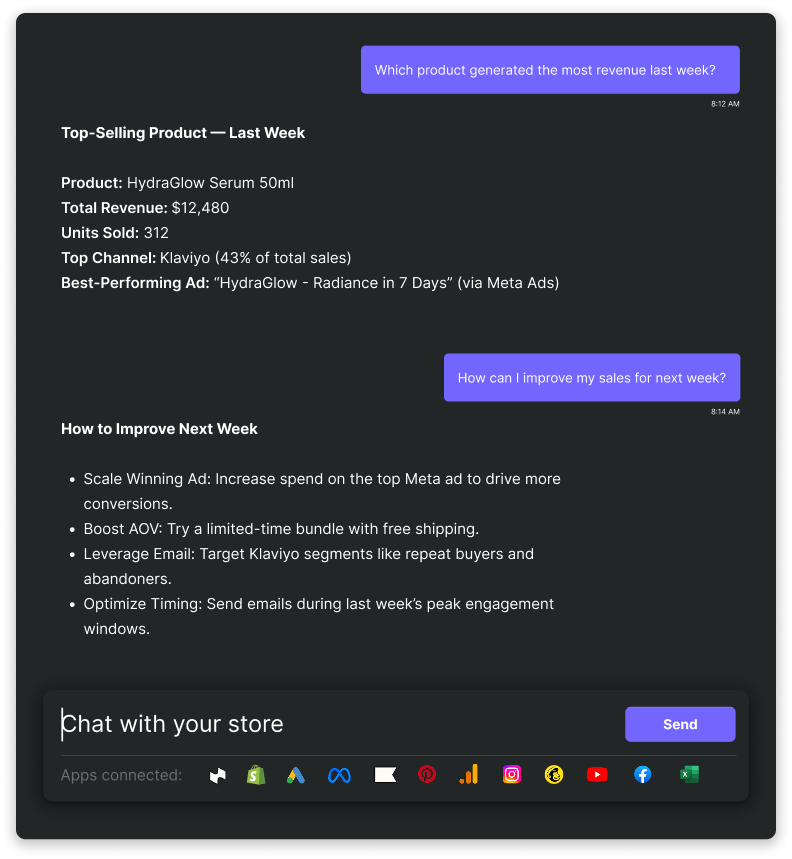 Which product generated the most revenue last week?
8:12 AM
Top-Selling Product — Last Week
Product: HydraGlow Serum 50ml
Total Revenue: $12,480
Units Sold: 312
Top Channel: Klaviyo (43% of total sales)
Best-Performing Ad: “HydraGlow - Radiance in 7 Days” (via Meta Ads)
How can I improve my sales for next week?
8:14 AM
How to Improve Next Week
• Scale Winning Ad: Increase spend on the top Meta ad to drive more
conversions.
• Boost AOV: Try a limited-time bundle with free shipping.
• Leverage Email: Target Klaviyo segments like repeat buyers and
abandoners.
• Optimize Timing: Send emails during last week’s peak engagement
windows.
Chat with your store
Send
Apps connected: